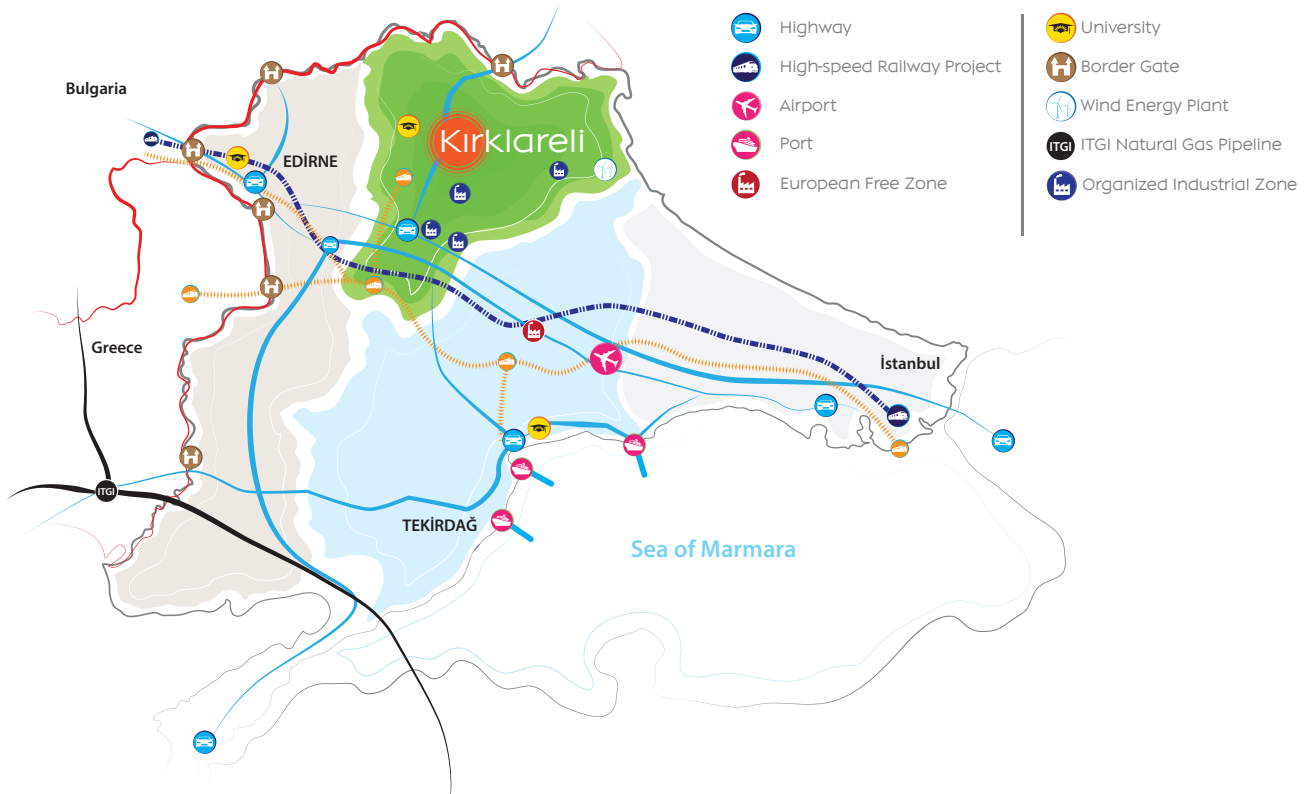 Highway
High-speed Railway Project
Airport
Port
European Free Zone
University
Border Gate
Wind Energy Plant
ITGI ITGI Natural Gas Pipeline
Organized Industrial Zone
Bulgaria
EDİRNE
Kırklareli
Greece
İstanbul
ITGI
TEKİRDAĞ
Sea of Marmara